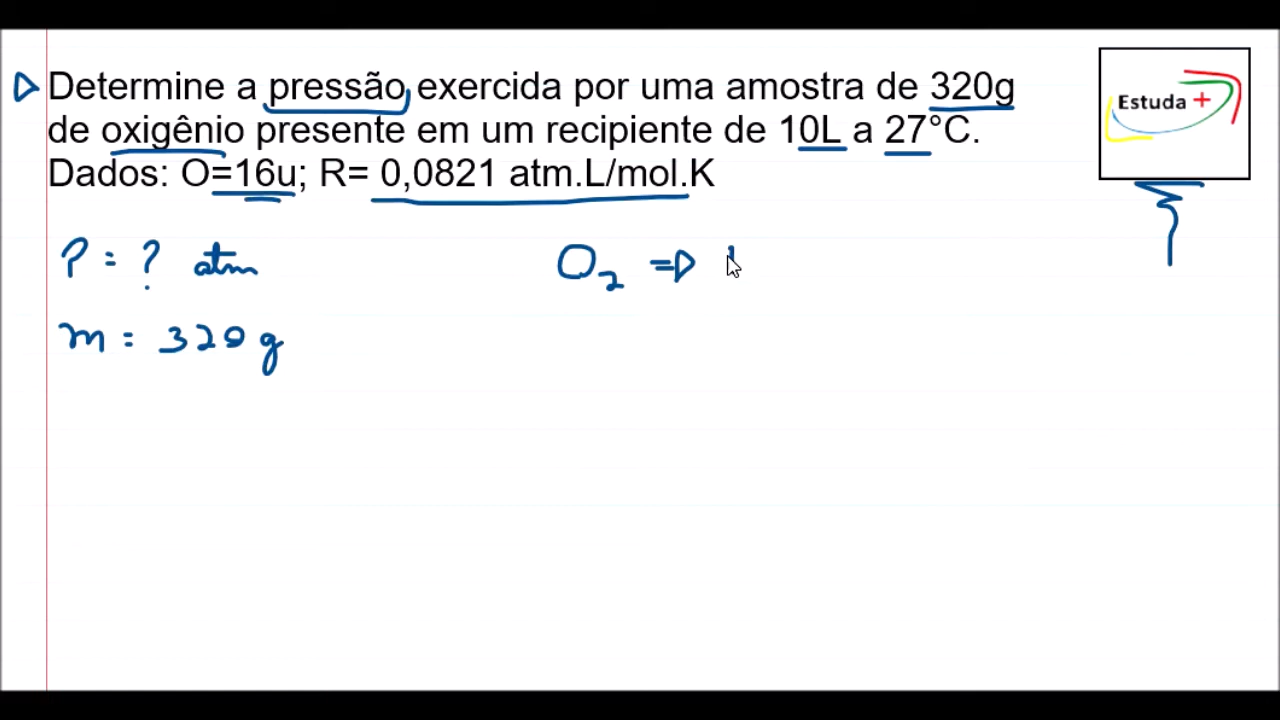 Determine a pressão exercida por uma amostra de 320g
de oxigênio presente em um recipiente de 10L a 27°C.
Dados: O=16u; R= 0,0821 atm.L/mol.K
Estuda +
P = ? atm
O₂ ⇒
m = 320 g